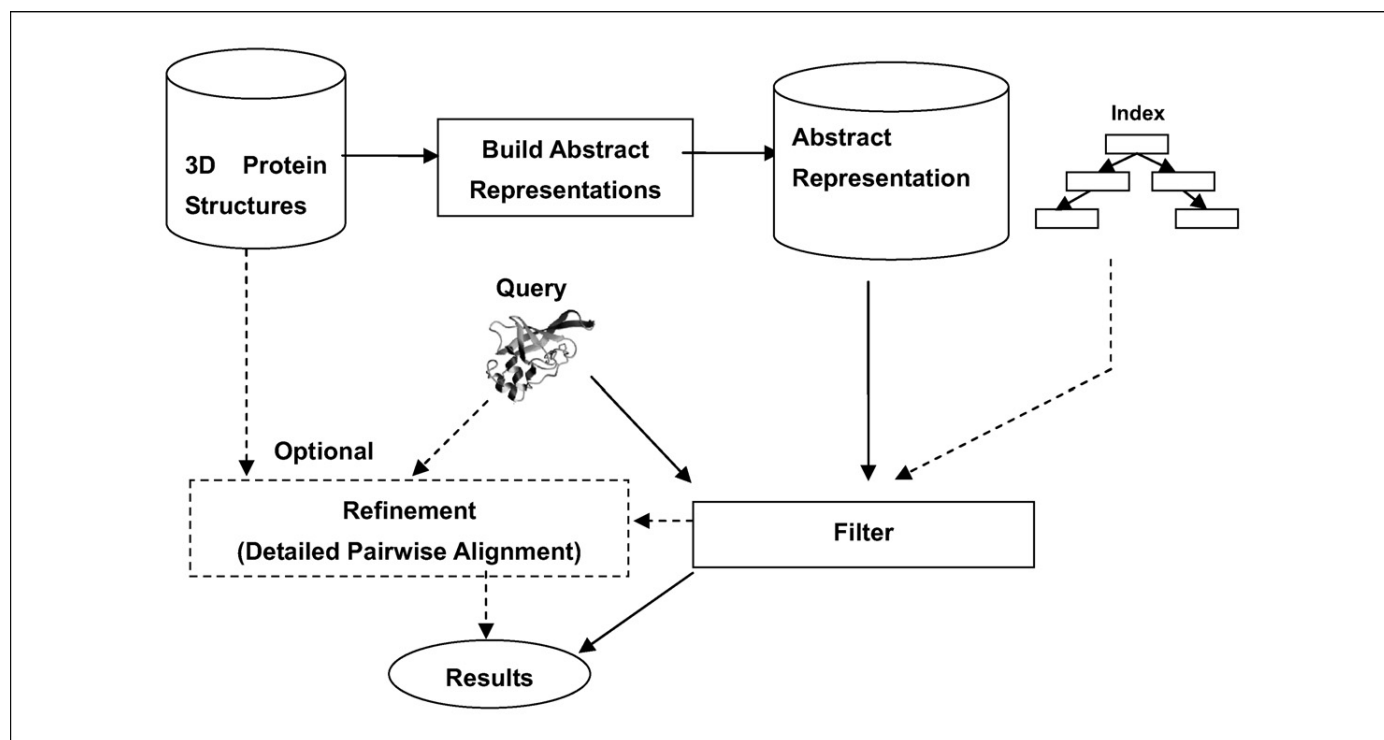 3D Protein
Structures
Build Abstract
Representations
Abstract
Representation
Index
Query
Optional
Refinement
(Detailed Pairwise Alignment)
Filter
Results